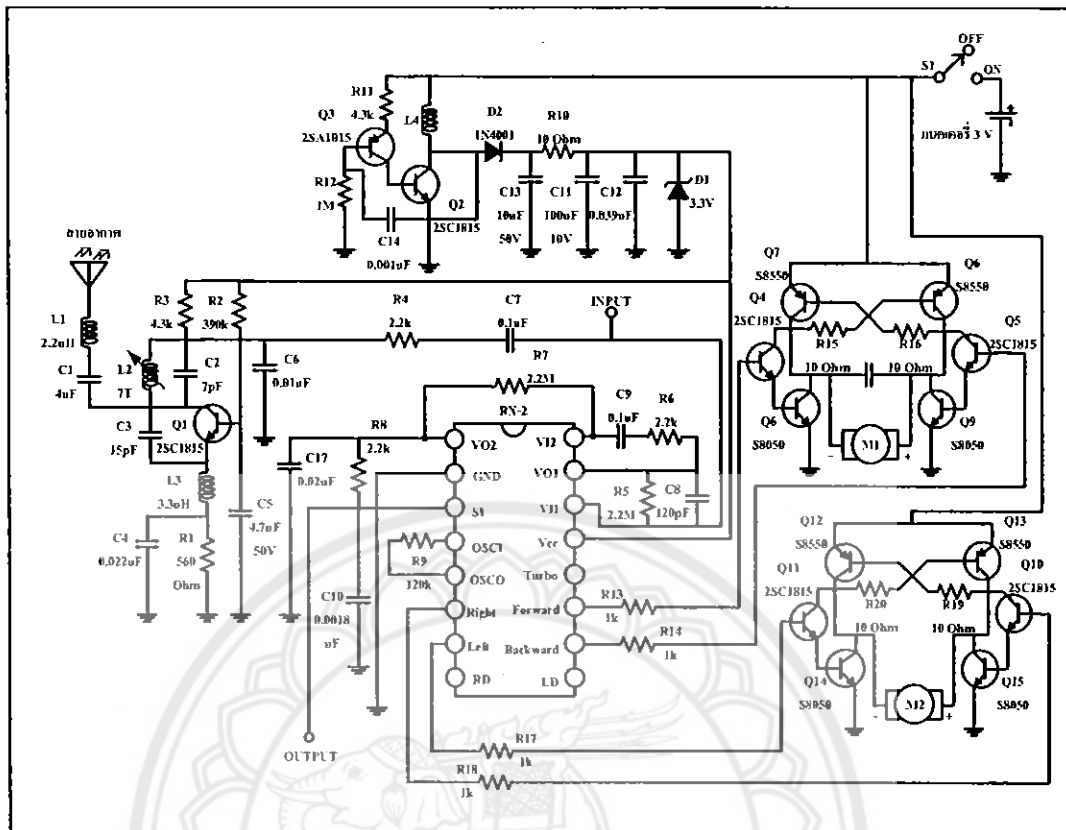 OFF
S1
ON
แบตเตอรี่ 3 V
R11
4.3k
Q3
2SA1015
L4
D2
1N4001
R10
10 Ohm
R12
1M
Q2
2SC1815
C14
0.001uF
C13
10uF
50V
C11
100uF
10V
C12
0.039uF
D1
3.3V
สายอากาศ
L1
2.2uH
C1
4uF
R3
4.3k
R2
390k
L2
7T
C2
7pF
C3
15pF
Q1
2SC1815
C6
0.01uF
R4
2.2k
C7
0.1uF
INPUT
R7
2.2M
C9
0.1uF
R6
2.2k
R8
2.2k
C17
0.02uF
L3
3.3uH
C4
0.022uF
R1
560
Ohm
C5
4.7uF
50V
RX-2
VO2
GND
SI
OSCI
OSCO
Right
Left
RD
VI2
VO1
VI1
Vcc
Turbo
Forward
Backward
LD
R5
2.2M
C8
120pF
R9
120k
C10
0.0018
uF
R13
1k
R14
1k
R17
1k
R18
1k
OUTPUT
Q7
S8550
Q6
S8550
Q4
2SC1815
Q5
2SC1815
R15
10 Ohm
R16
10 Ohm
Q6
S8050
Q9
S8050
- M1 +
Q12
S8550
Q13
S8550
Q11
2SC1815
Q10
2SC1815
R20
10 Ohm
R19
10 Ohm
Q14
S8050
Q15
S8050
- M2 +